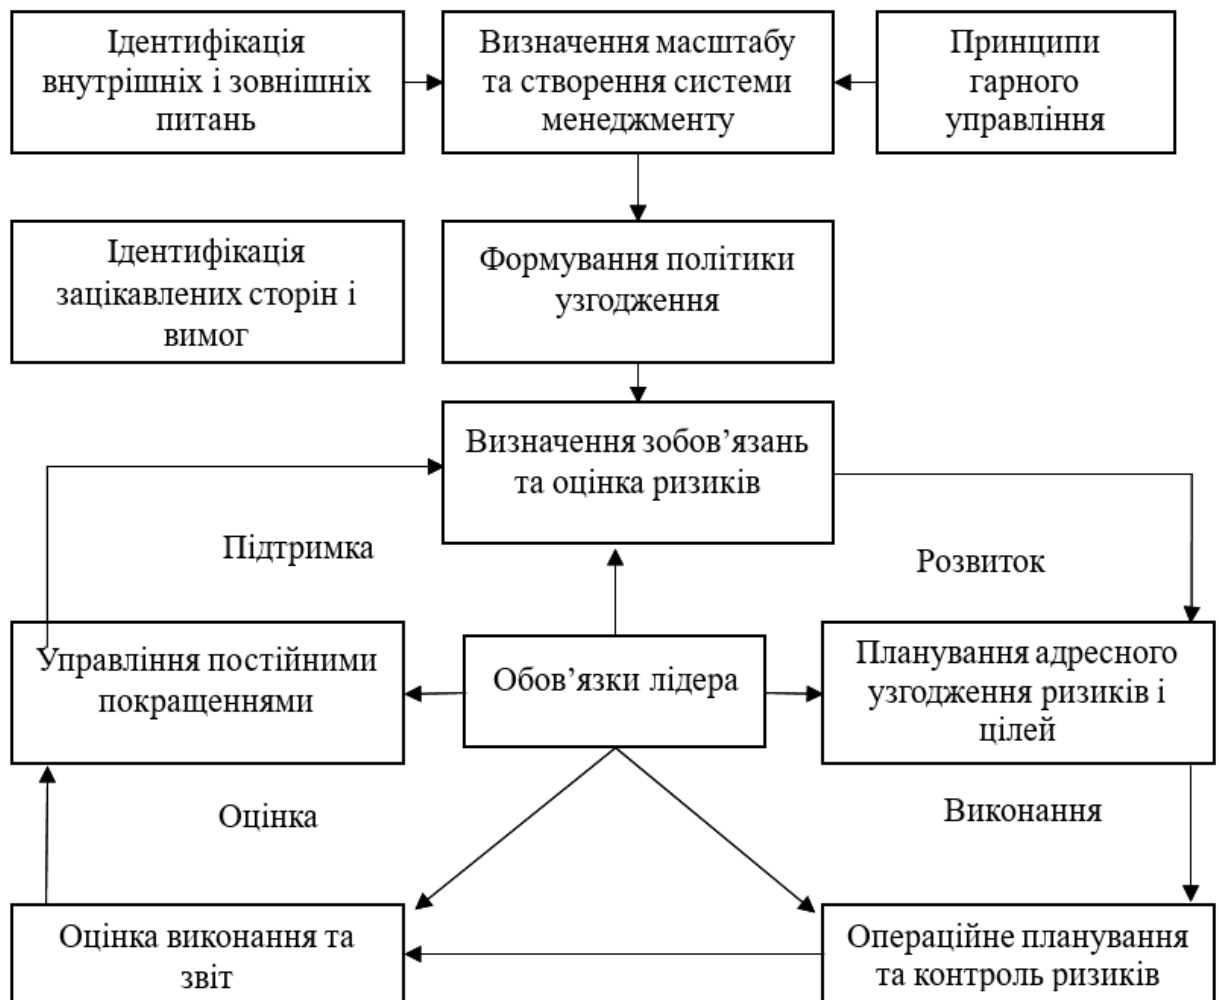 Ідентифікація
внутрішніх і зовнішніх
питань
Визначення масштабу
та створення системи
менеджменту
Принципи
гарного
управління
Ідентифікація
зацікавлених сторін і
вимог
Формування політики
узгодження
Визначення зобов’язань
та оцінка ризиків
Підтримка
Розвиток
Управління постійними
покращеннями
Обов’язки лідера
Планування адресного
узгодження ризиків і
цілей
Оцінка
Виконання
Оцінка виконання та
звіт
Операційне планування
та контроль ризиків